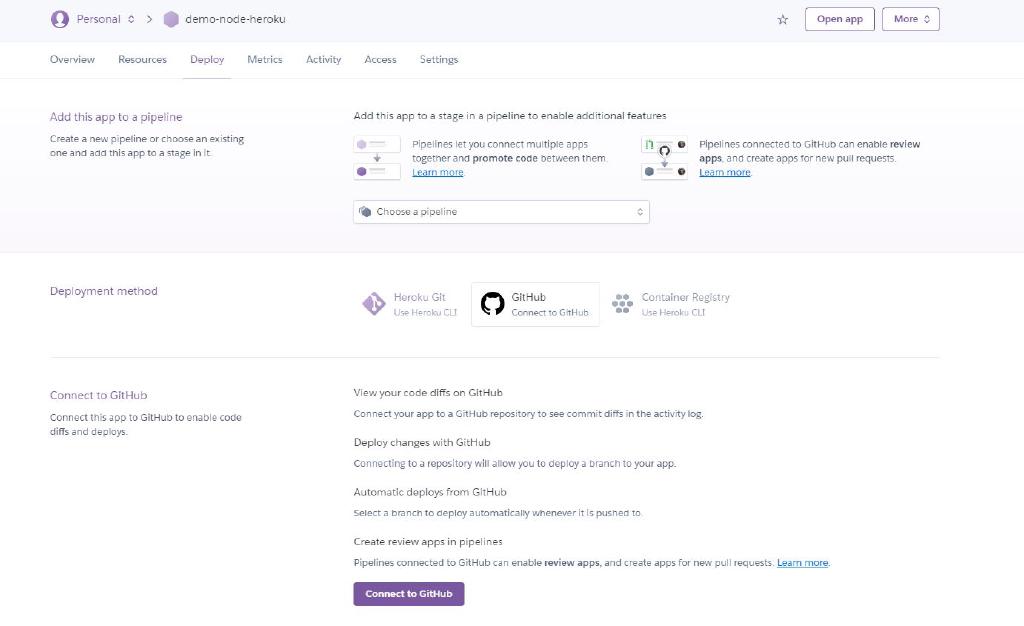 Personal demo-node-heroku Open app More
Overview Resources Deploy Metrics Activity Access Settings
Add this app to a pipeline
Create a new pipeline or choose an existing
one and add this app to a stage in it.
Add this app to a stage in a pipeline to enable additional features
Pipelines let you connect multiple apps
together and promote code between them.
Learn more.
Pipelines connected to GitHub can enable review
apps, and create apps for new pull requests.
Learn more.
Choose a pipeline
Deployment method
Heroku Git
Use Heroku CLI
GitHub
Connect to GitHub
Container Registry
Use Heroku CLI
Connect to GitHub
Connect this app to GitHub to enable code
diffs and deploys.
View your code diffs on GitHub
Connect your app to a GitHub repository to see commit diffs in the activity log.
Deploy changes with GitHub
Connecting to a repository will allow you to deploy a branch to your app.
Automatic deploys from GitHub
Select a branch to deploy automatically whenever it is pushed to.
Create review apps in pipelines
Pipelines connected to GitHub can enable review apps, and create apps for new pull requests. Learn more.
Connect to GitHub